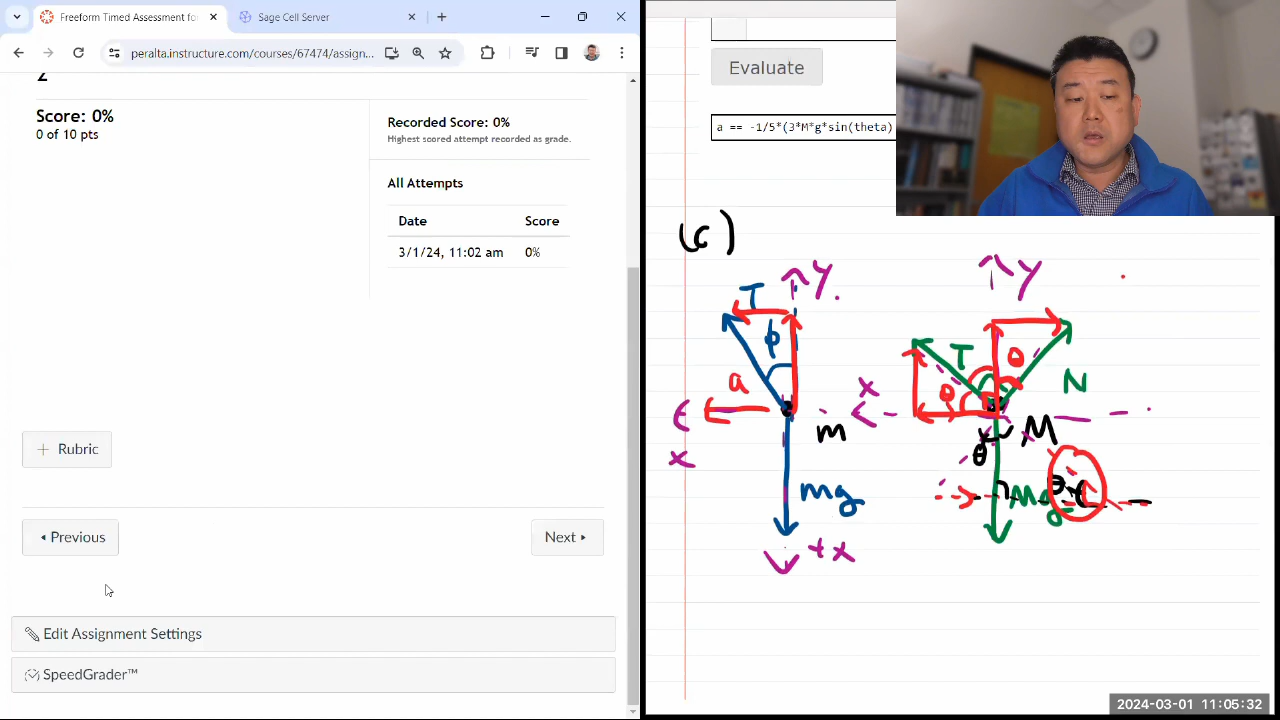 Freeform Timed Assessment for
Sage Cell Server
peralta.instructure.com/courses/67474/assign
2
Score: 0%
0 of 10 pts
Recorded Score: 0%
Highest scored attempt recorded as grade.
All Attempts
Date Score
3/1/24, 11:02 am 0%
+ Rubric
Previous
Next
Edit Assignment Settings
SpeedGrader™
Evaluate
a == -1/5*(3*M*g*sin(theta)
(c)
y
y
T
ϕ
T
θ
a
x
θ
N
m
M
x
θ
mg
Mg
+x
2024-03-01 11:05:32